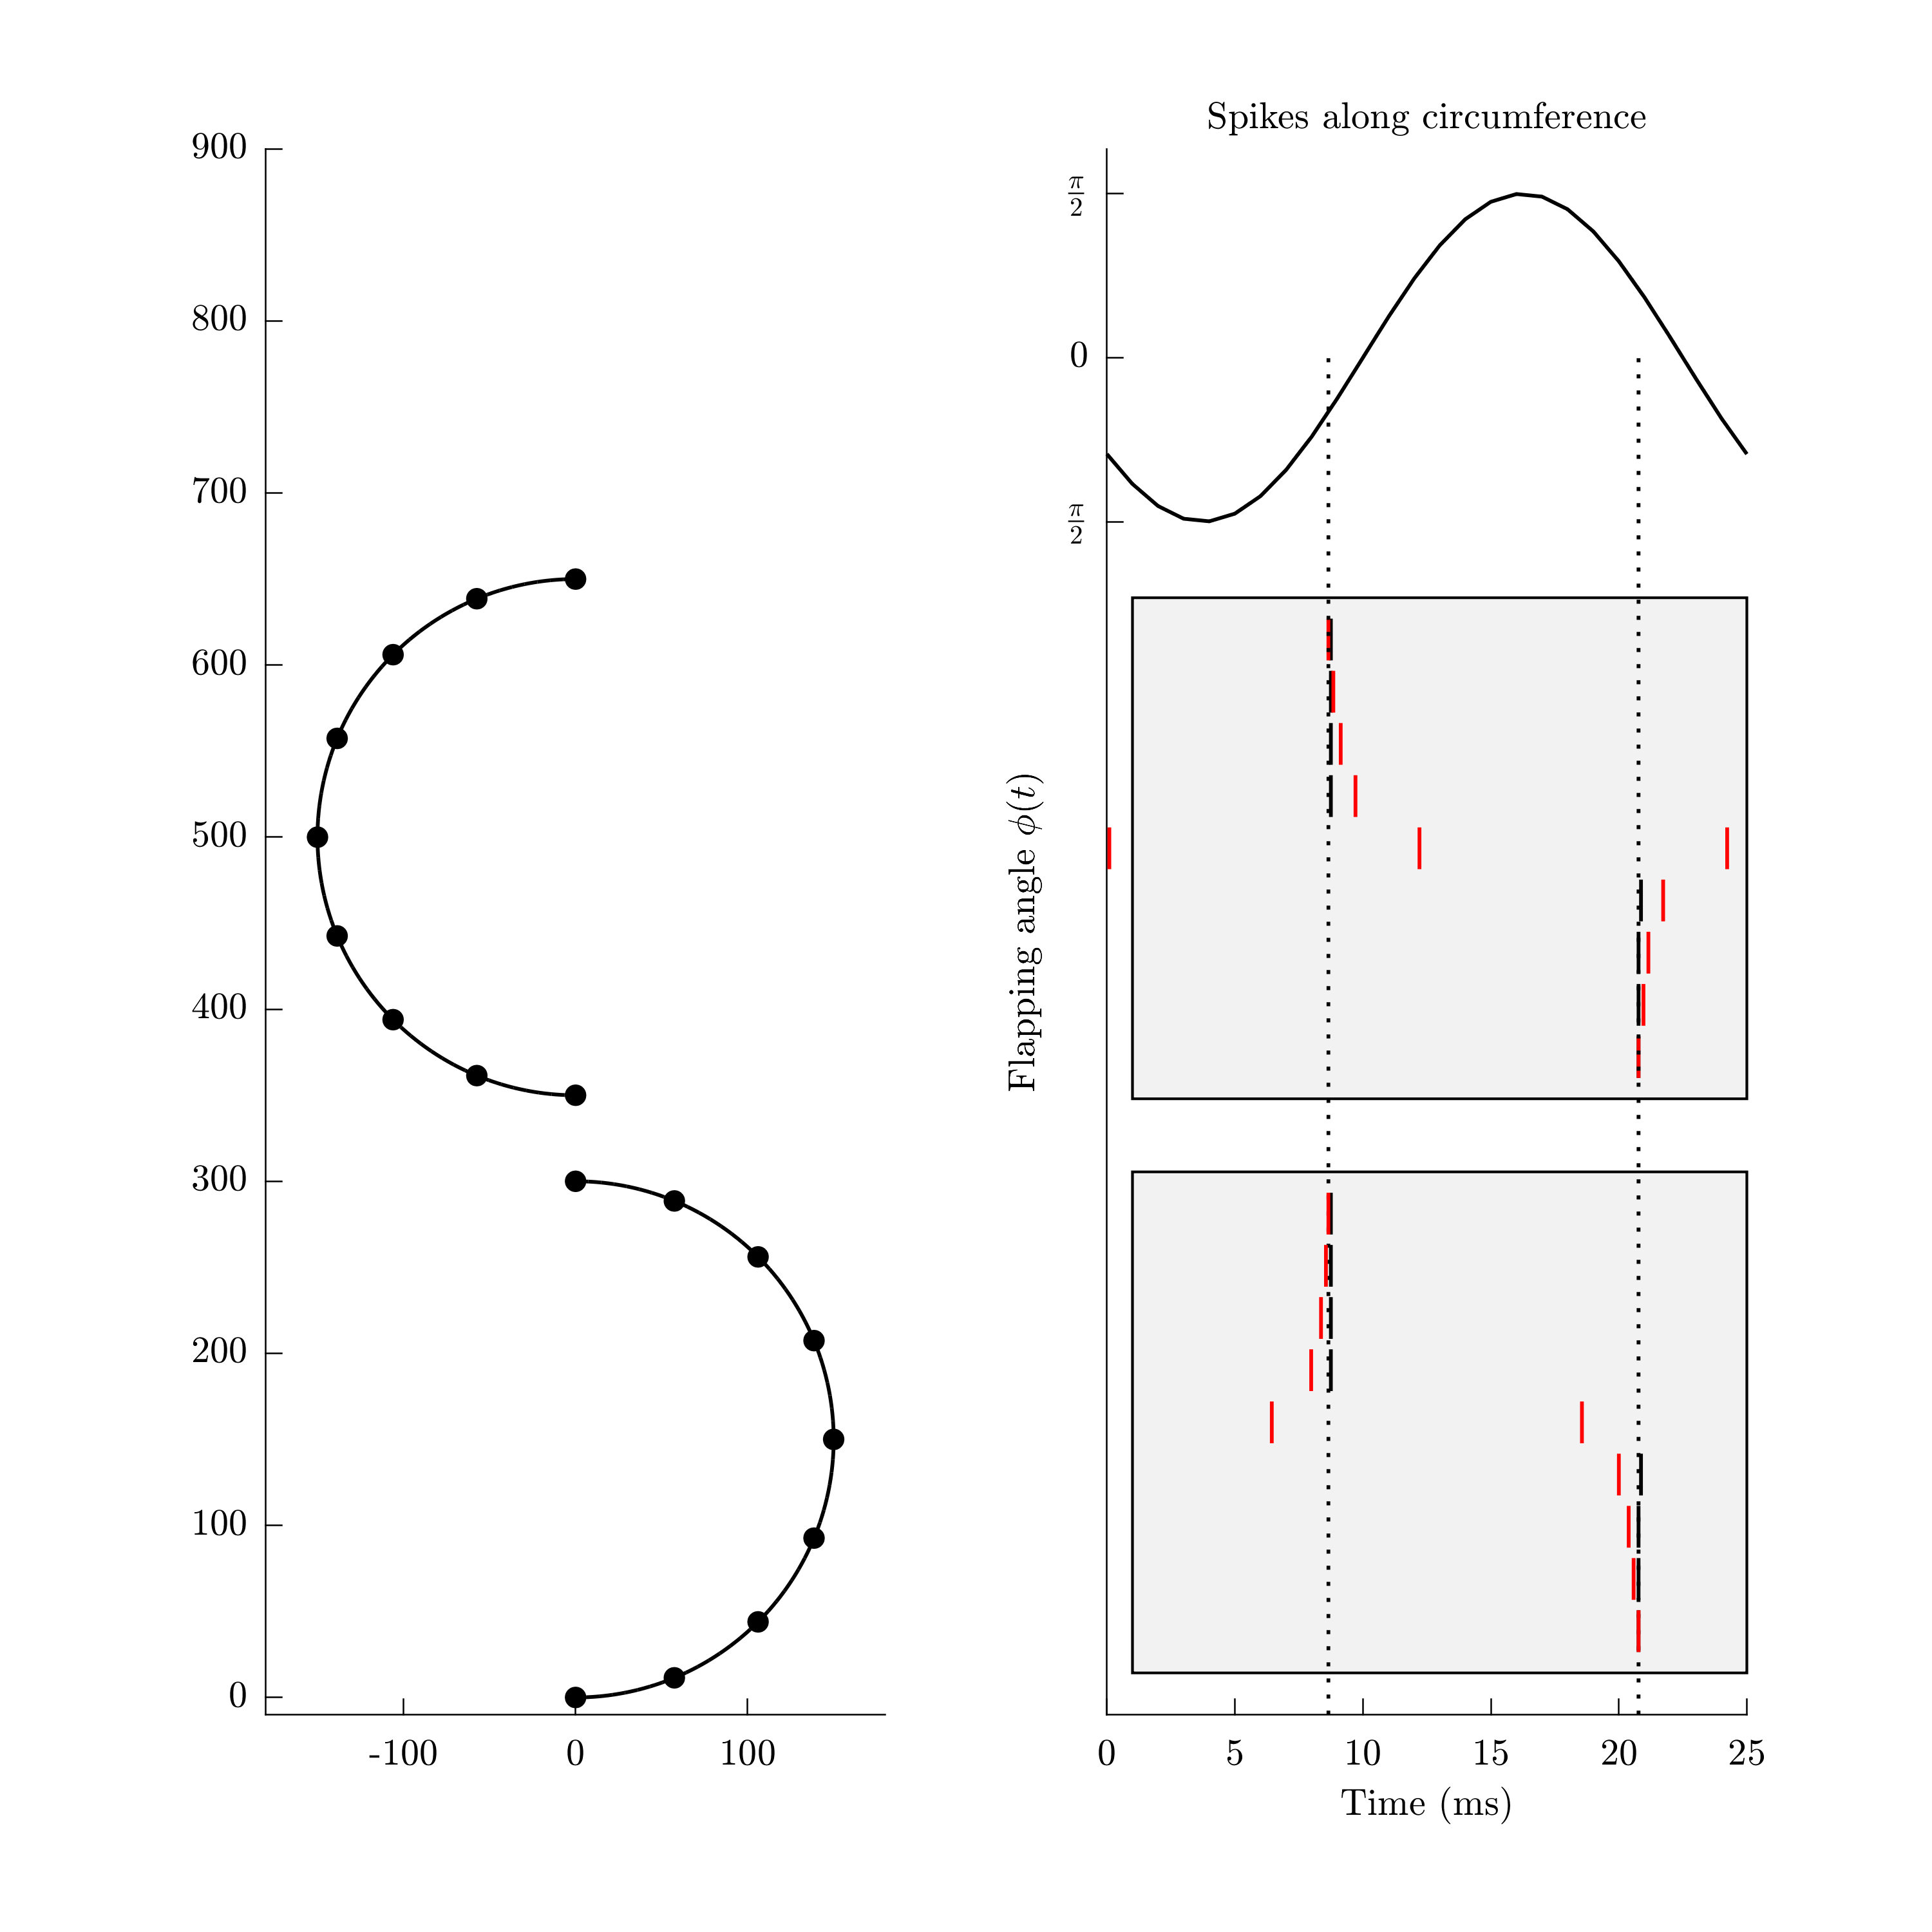 Spikes along circumference
900
800
700
600
500
400
300
200
100
0
-100 0 100
π/2
0
π/2
Flapping angle ϕ(t)
0 5 10 15 20 25
Time (ms)